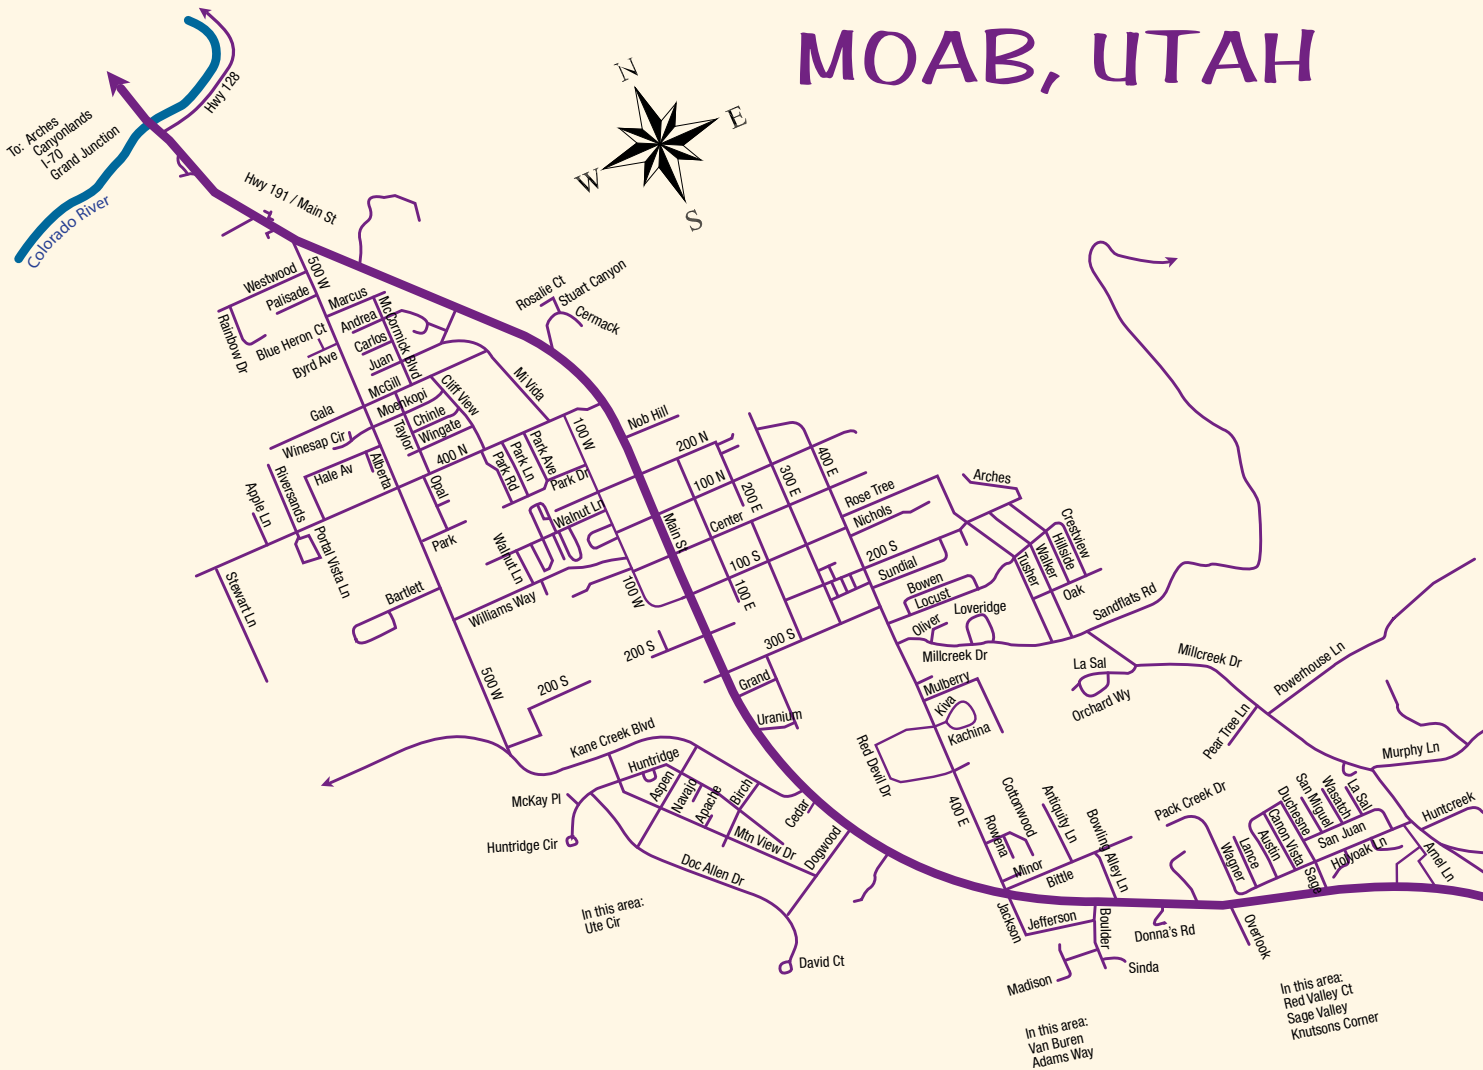 MOAB, UTAH
N
E
W
S
Hwy 128
To: Arches
Canyonlands
I-70
Grand Junction
Colorado River
Hwy 191 / Main St
500 W
Westwood
Palisade
Rainbow Dr
Blue Heron Ct
Byrd Ave
Marcus
Andrea
Carlos
Juan
McCormick Blvd
McGill
Gala
Winesap Cir
Moenkopi
Chinle
Wingate
Cliff View
Taylor
Mi Vida
Rosalie Ct
Stuart Canyon
Cermack
Nob Hill
400 N
Park Rd
Park Ln
Park Ave
Park Dr
100 W
Hale Av
Alberta
Riversands
Apple Ln
Opal
Park
Walnut Ln
Walnut Ln
Portal Vista Ln
Stewart Ln
Bartlett
Williams Way
100 W
200 N
100 N
Center
100 S
Main St
200 E
300 E
400 E
100 E
200 S
300 S
200 S
Rose Tree
Nichols
Arches
200 S
Sundial
Bowen
Locust
Oliver
Loveridge
Tusher
Walker
Hillside
Crestview
Oak
Sandflats Rd
Millcreek Dr
La Sal
Orchard Wy
Millcreek Dr
Powerhouse Ln
Pear Tree Ln
Murphy Ln
500 W
Grand
Uranium
Mulberry
Kiva
Kachina
Red Devil Dr
400 E
Kane Creek Blvd
Huntridge
McKay Pl
Huntridge Cir
Aspen
Navajo
Apache
Birch
Cedar
Mtn View Dr
Dogwood
Doc Allen Dr
David Ct
In this area:
Ute Cir
Rowena
Cottonwood
Antiquity Ln
Bowling Alley Ln
Minor
Bittle
Pack Creek Dr
Wagner
Lance
Austin
Canon Vista
Duchesne
San Miguel
Wasatch
La Sal
San Juan
Holyoak Ln
Sage
Huntcreek
Arnel Ln
Jackson
Jefferson
Boulder
Donna's Rd
Overlook
Madison
Sinda
In this area:
Van Buren
Adams Way
In this area:
Red Valley Ct
Sage Valley
Knutsons Corner